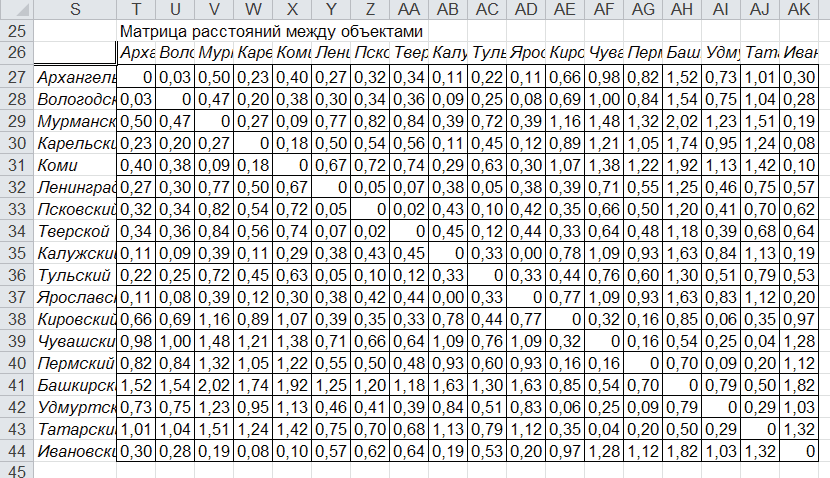 S T U V W X Y Z AA AB AC AD AE AF AG AH AI AJ AK
25 Матрица расстояний между объектами
26 Арха Воло Мурм Каре Коми Лени Пско Твер Калу Туль Ярос Киро Чува Перм Баш Удму Тата Иван
27 Архангель 0 0,03 0,50 0,23 0,40 0,27 0,32 0,34 0,11 0,22 0,11 0,66 0,98 0,82 1,52 0,73 1,01 0,30
28 Вологодск 0,03 0 0,47 0,20 0,38 0,30 0,34 0,36 0,09 0,25 0,08 0,69 1,00 0,84 1,54 0,75 1,04 0,28
29 Мурманск 0,50 0,47 0 0,27 0,09 0,77 0,82 0,84 0,39 0,72 0,39 1,16 1,48 1,32 2,02 1,23 1,51 0,19
30 Карельски 0,23 0,20 0,27 0 0,18 0,50 0,54 0,56 0,11 0,45 0,12 0,89 1,21 1,05 1,74 0,95 1,24 0,08
31 Коми 0,40 0,38 0,09 0,18 0 0,67 0,72 0,74 0,29 0,63 0,30 1,07 1,38 1,22 1,92 1,13 1,42 0,10
32 Ленинград 0,27 0,30 0,77 0,50 0,67 0 0,05 0,07 0,38 0,05 0,38 0,39 0,71 0,55 1,25 0,46 0,75 0,57
33 Псковский 0,32 0,34 0,82 0,54 0,72 0,05 0 0,02 0,43 0,10 0,42 0,35 0,66 0,50 1,20 0,41 0,70 0,62
34 Тверской 0,34 0,36 0,84 0,56 0,74 0,07 0,02 0 0,45 0,12 0,44 0,33 0,64 0,48 1,18 0,39 0,68 0,64
35 Калужский 0,11 0,09 0,39 0,11 0,29 0,38 0,43 0,45 0 0,33 0,00 0,78 1,09 0,93 1,63 0,84 1,13 0,19
36 Тульский 0,22 0,25 0,72 0,45 0,63 0,05 0,10 0,12 0,33 0 0,33 0,44 0,76 0,60 1,30 0,51 0,79 0,53
37 Ярославск 0,11 0,08 0,39 0,12 0,30 0,38 0,42 0,44 0,00 0,33 0 0,77 1,09 0,93 1,63 0,83 1,12 0,20
38 Кировский 0,66 0,69 1,16 0,89 1,07 0,39 0,35 0,33 0,78 0,44 0,77 0 0,32 0,16 0,85 0,06 0,35 0,97
39 Чувашски 0,98 1,00 1,48 1,21 1,38 0,71 0,66 0,64 1,09 0,76 1,09 0,32 0 0,16 0,54 0,25 0,04 1,28
40 Пермский 0,82 0,84 1,32 1,05 1,22 0,55 0,50 0,48 0,93 0,60 0,93 0,16 0,16 0 0,70 0,09 0,20 1,12
41 Башкирск 1,52 1,54 2,02 1,74 1,92 1,25 1,20 1,18 1,63 1,30 1,63 0,85 0,54 0,70 0 0,79 0,50 1,82
42 Удмуртск 0,73 0,75 1,23 0,95 1,13 0,46 0,41 0,39 0,84 0,51 0,83 0,06 0,25 0,09 0,79 0 0,29 1,03
43 Татарский 1,01 1,04 1,51 1,24 1,42 0,75 0,70 0,68 1,13 0,79 1,12 0,35 0,04 0,20 0,50 0,29 0 1,32
44 Ивановски 0,30 0,28 0,19 0,08 0,10 0,57 0,62 0,64 0,19 0,53 0,20 0,97 1,28 1,12 1,82 1,03 1,32 0
45